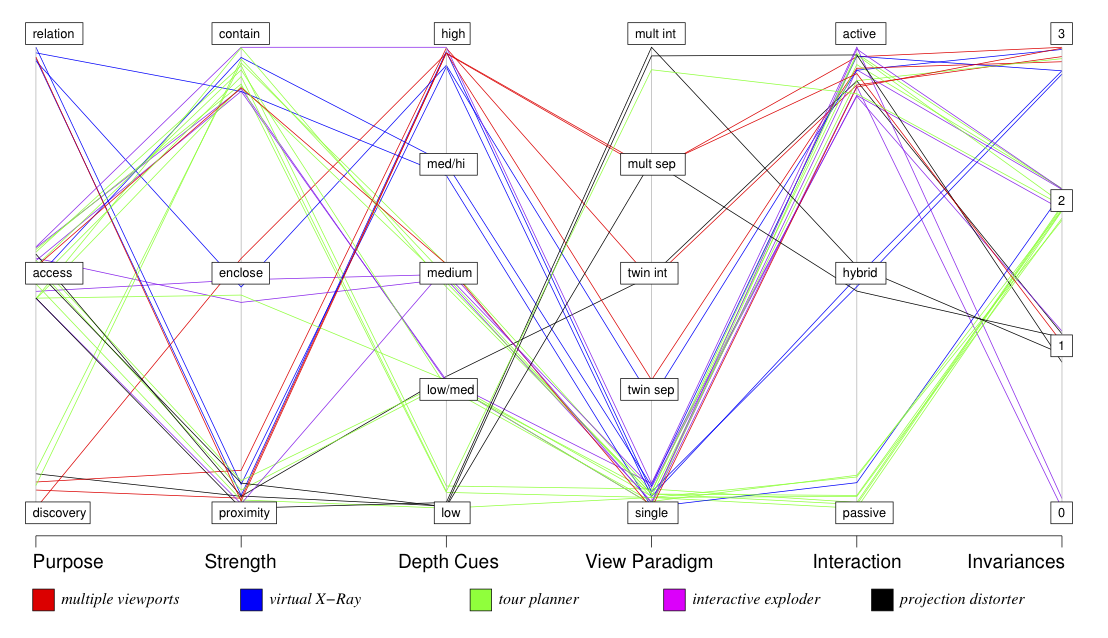 relation
contain
high
mult int
active
3
med/hi
mult sep
2
access
enclose
medium
twin int
hybrid
1
low/med
twin sep
discovery
proximity
low
single
passive
0
Purpose
Strength
Depth Cues
View Paradigm
Interaction
Invariances
multiple viewports
virtual X−Ray
tour planner
interactive exploder
projection distorter